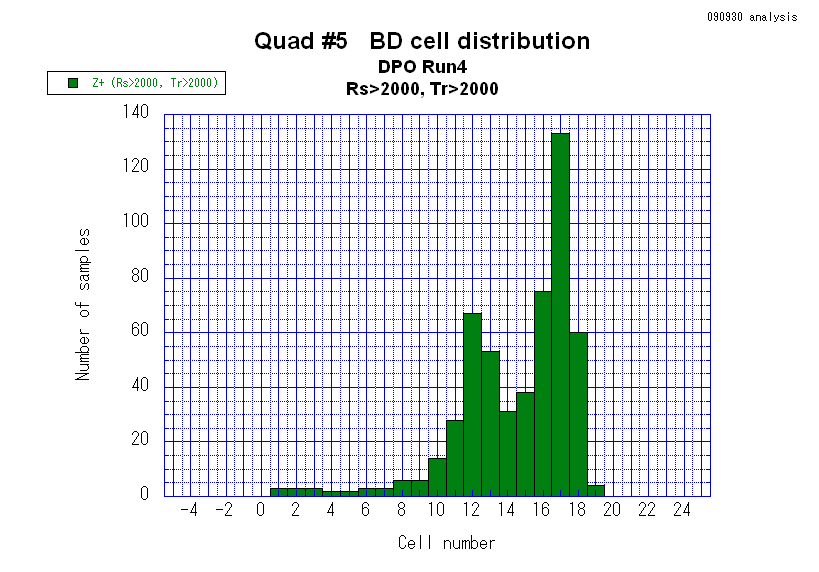 090930 analysis
Quad #5 BD cell distribution
DPO Run4
Rs>2000, Tr>2000
Z+ (Rs>2000, Tr>2000)
140
120
100
80
60
40
20
0
Number of samples
-4 -2 0 2 4 6 8 10 12 14 16 18 20 22 24
Cell number